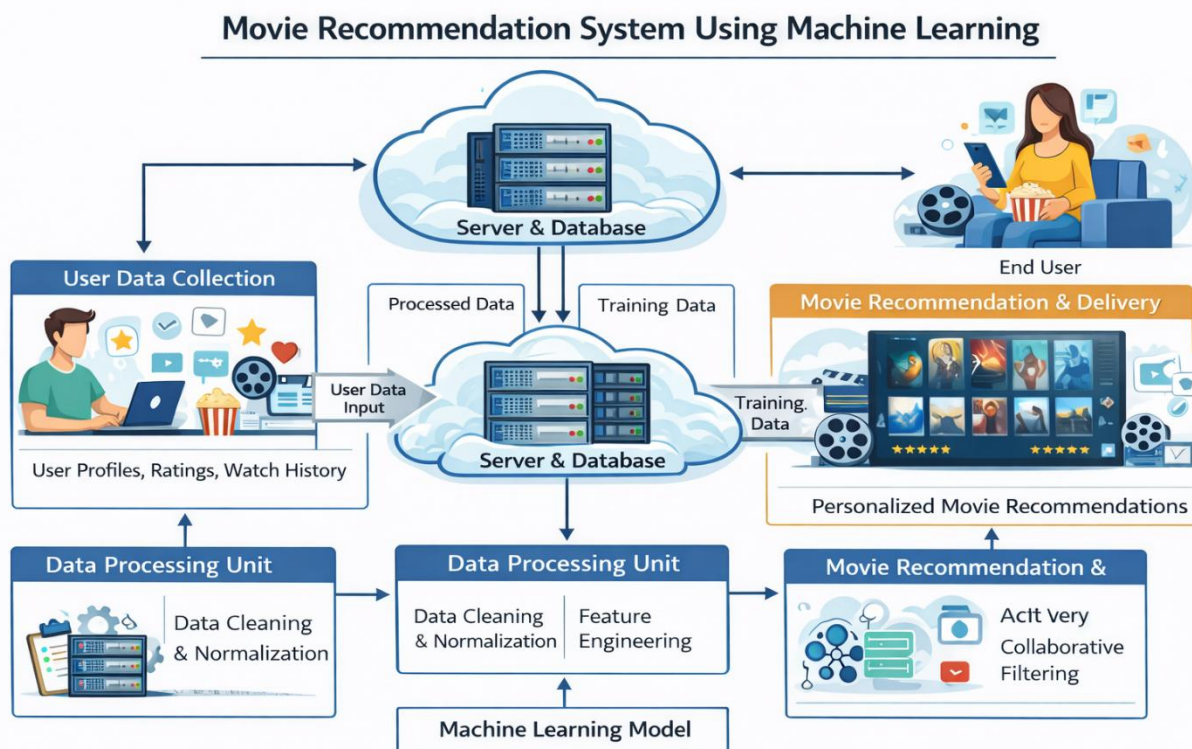 Movie Recommendation System Using Machine Learning
Server & Database
End User
User Data Collection
Processed Data
Training Data
Movie Recommendation & Delivery
User Data
Input
Training.
Data
Server & Database
User Profiles, Ratings, Watch History
Personalized Movie Recommendations
Data Processing Unit
Data Cleaning
& Normalization
Data Processing Unit
Data Cleaning
& Normalization
Feature
Engineering
Movie Recommendation &
Actt Very
Collaborative
Filtering
Machine Learning Model